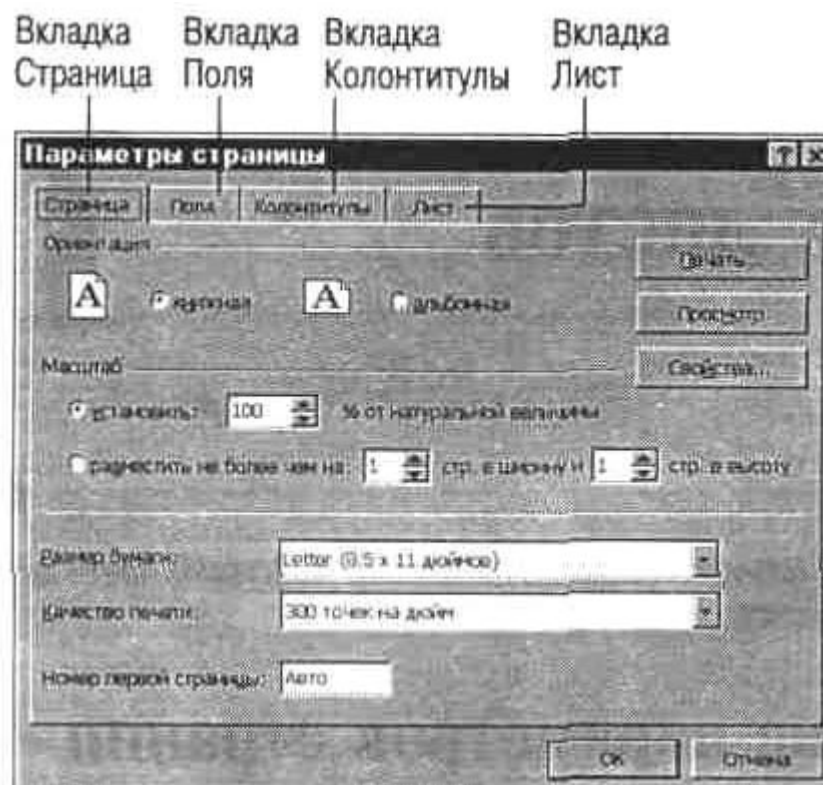 Вкладка Страница
Вкладка Поля
Вкладка Колонтитулы
Вкладка Лист
Параметры страницы
Страница Поля Колонтитулы Лист
Ориентация
Печать...
A книжная A альбомная
Просмотр
Масштаб
Свойства...
установить: 100 % от натуральной величины
разместить не более чем на: 1 стр. в ширину и 1 стр. в высоту
Размер бумаги: Letter (8.5 x 11 дюймов)
Качество печати: 300 точек на дюйм
Номер первой страницы: Авто
OK Отмена